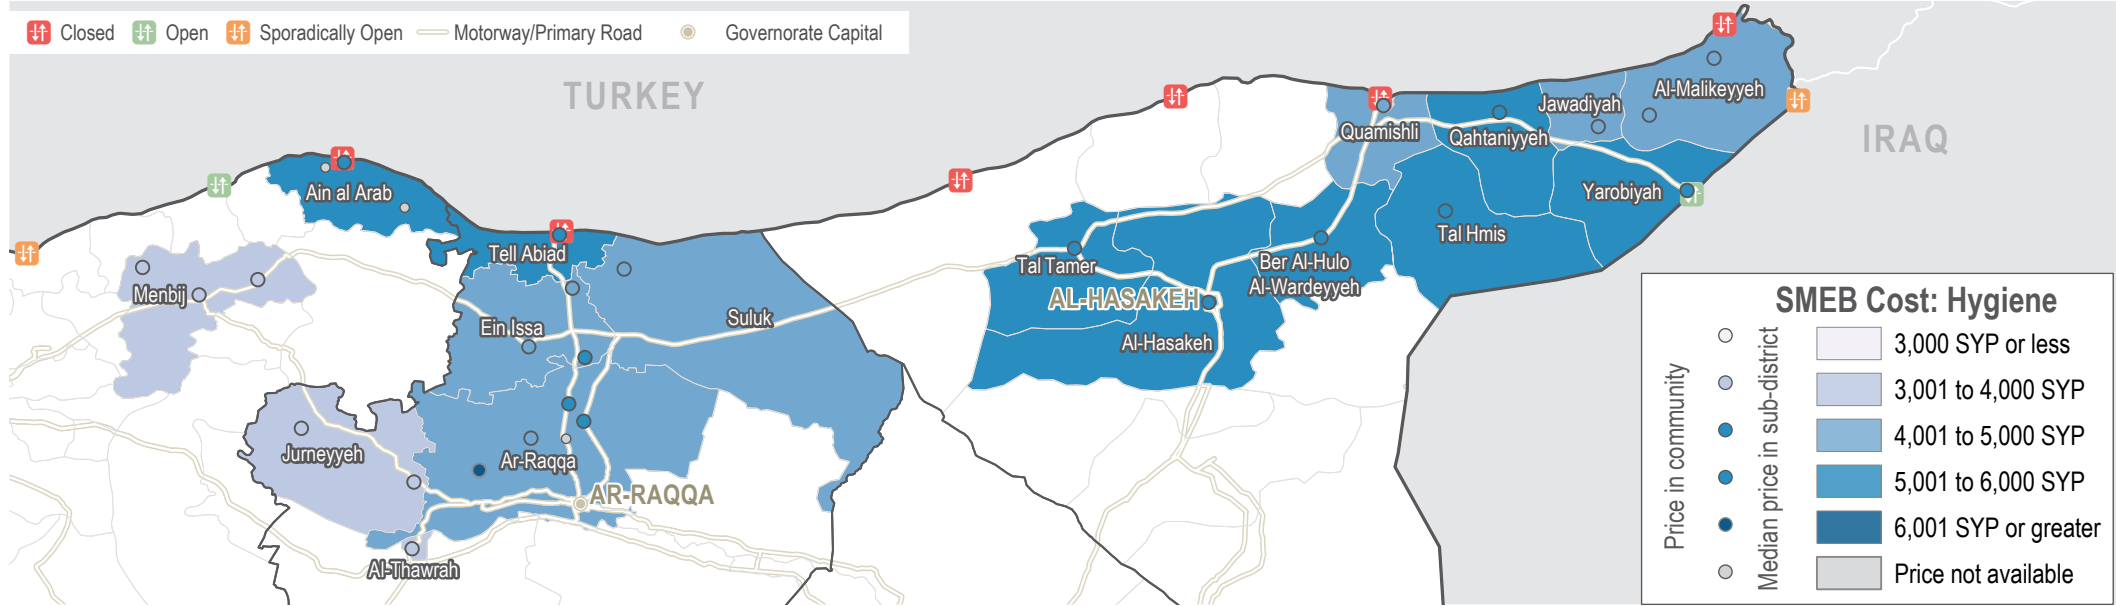 Closed Open Sporadically Open Motorway/Primary Road Governorate Capital
TURKEY
IRAQ
Al-Malikeyyeh
Jawadiyah
Quamishli
Qahtaniyyeh
Yarobiyah
Ain al Arab
Tell Abiad
Tal Hmis
Tal Tamer
Ber Al-Hulo
Al-Wardeyyeh
AL-HASAKEH
Al-Hasakeh
Menbij
Ein Issa
Suluk
Jurneyyeh
Ar-Raqqa
AR-RAQQA
Al-Thawrah
SMEB Cost: Hygiene
Price in community
Median price in sub-district
3,000 SYP or less
3,001 to 4,000 SYP
4,001 to 5,000 SYP
5,001 to 6,000 SYP
6,001 SYP or greater
Price not available